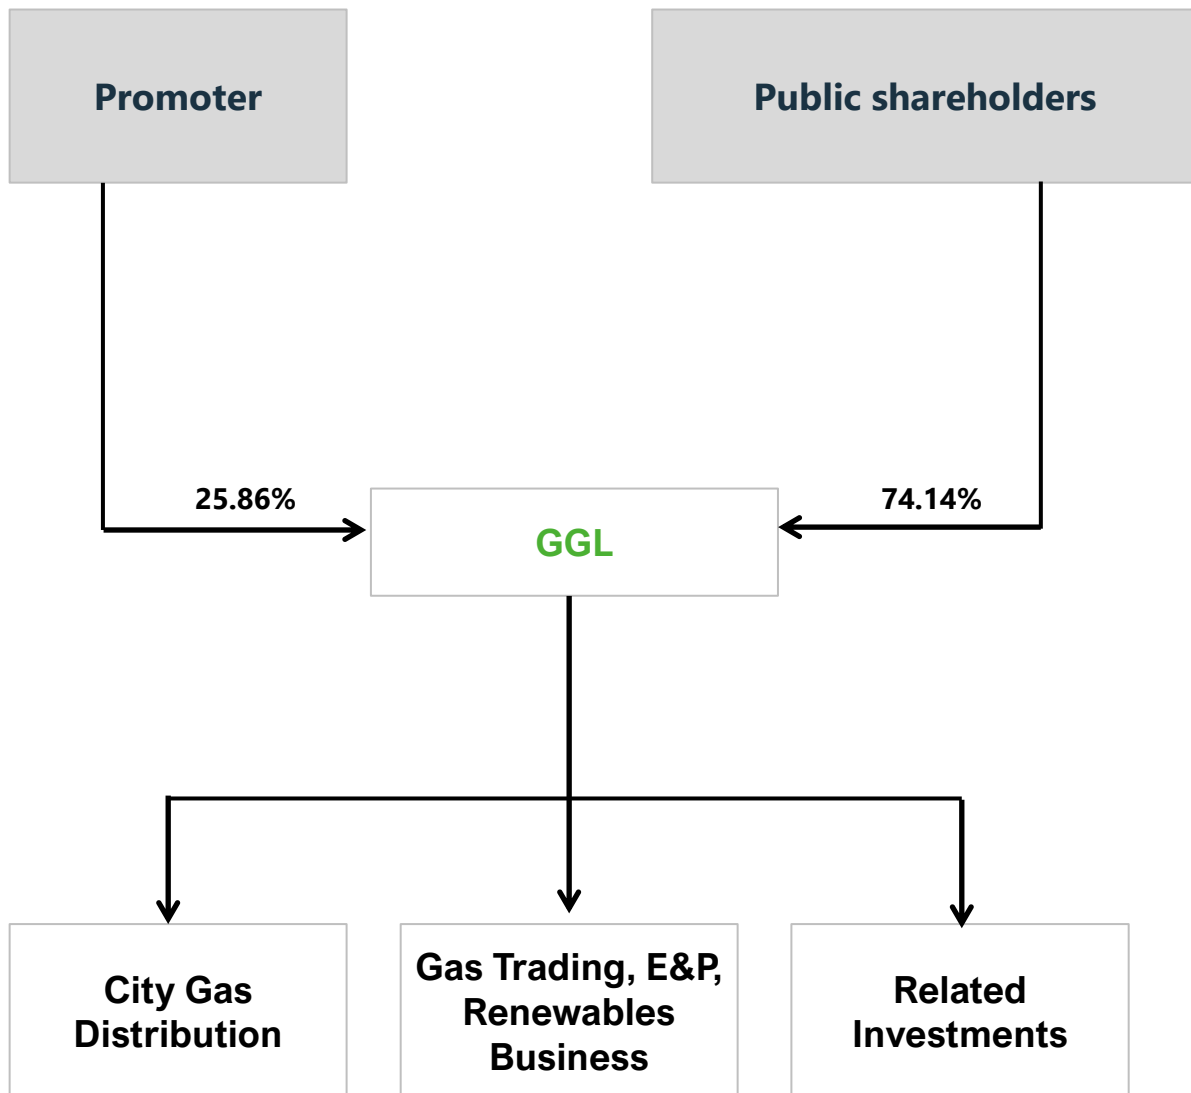 Promoter
Public shareholders
25.86%
74.14%
GGL
City Gas
Distribution
Gas Trading, E&P,
Renewables
Business
Related
Investments